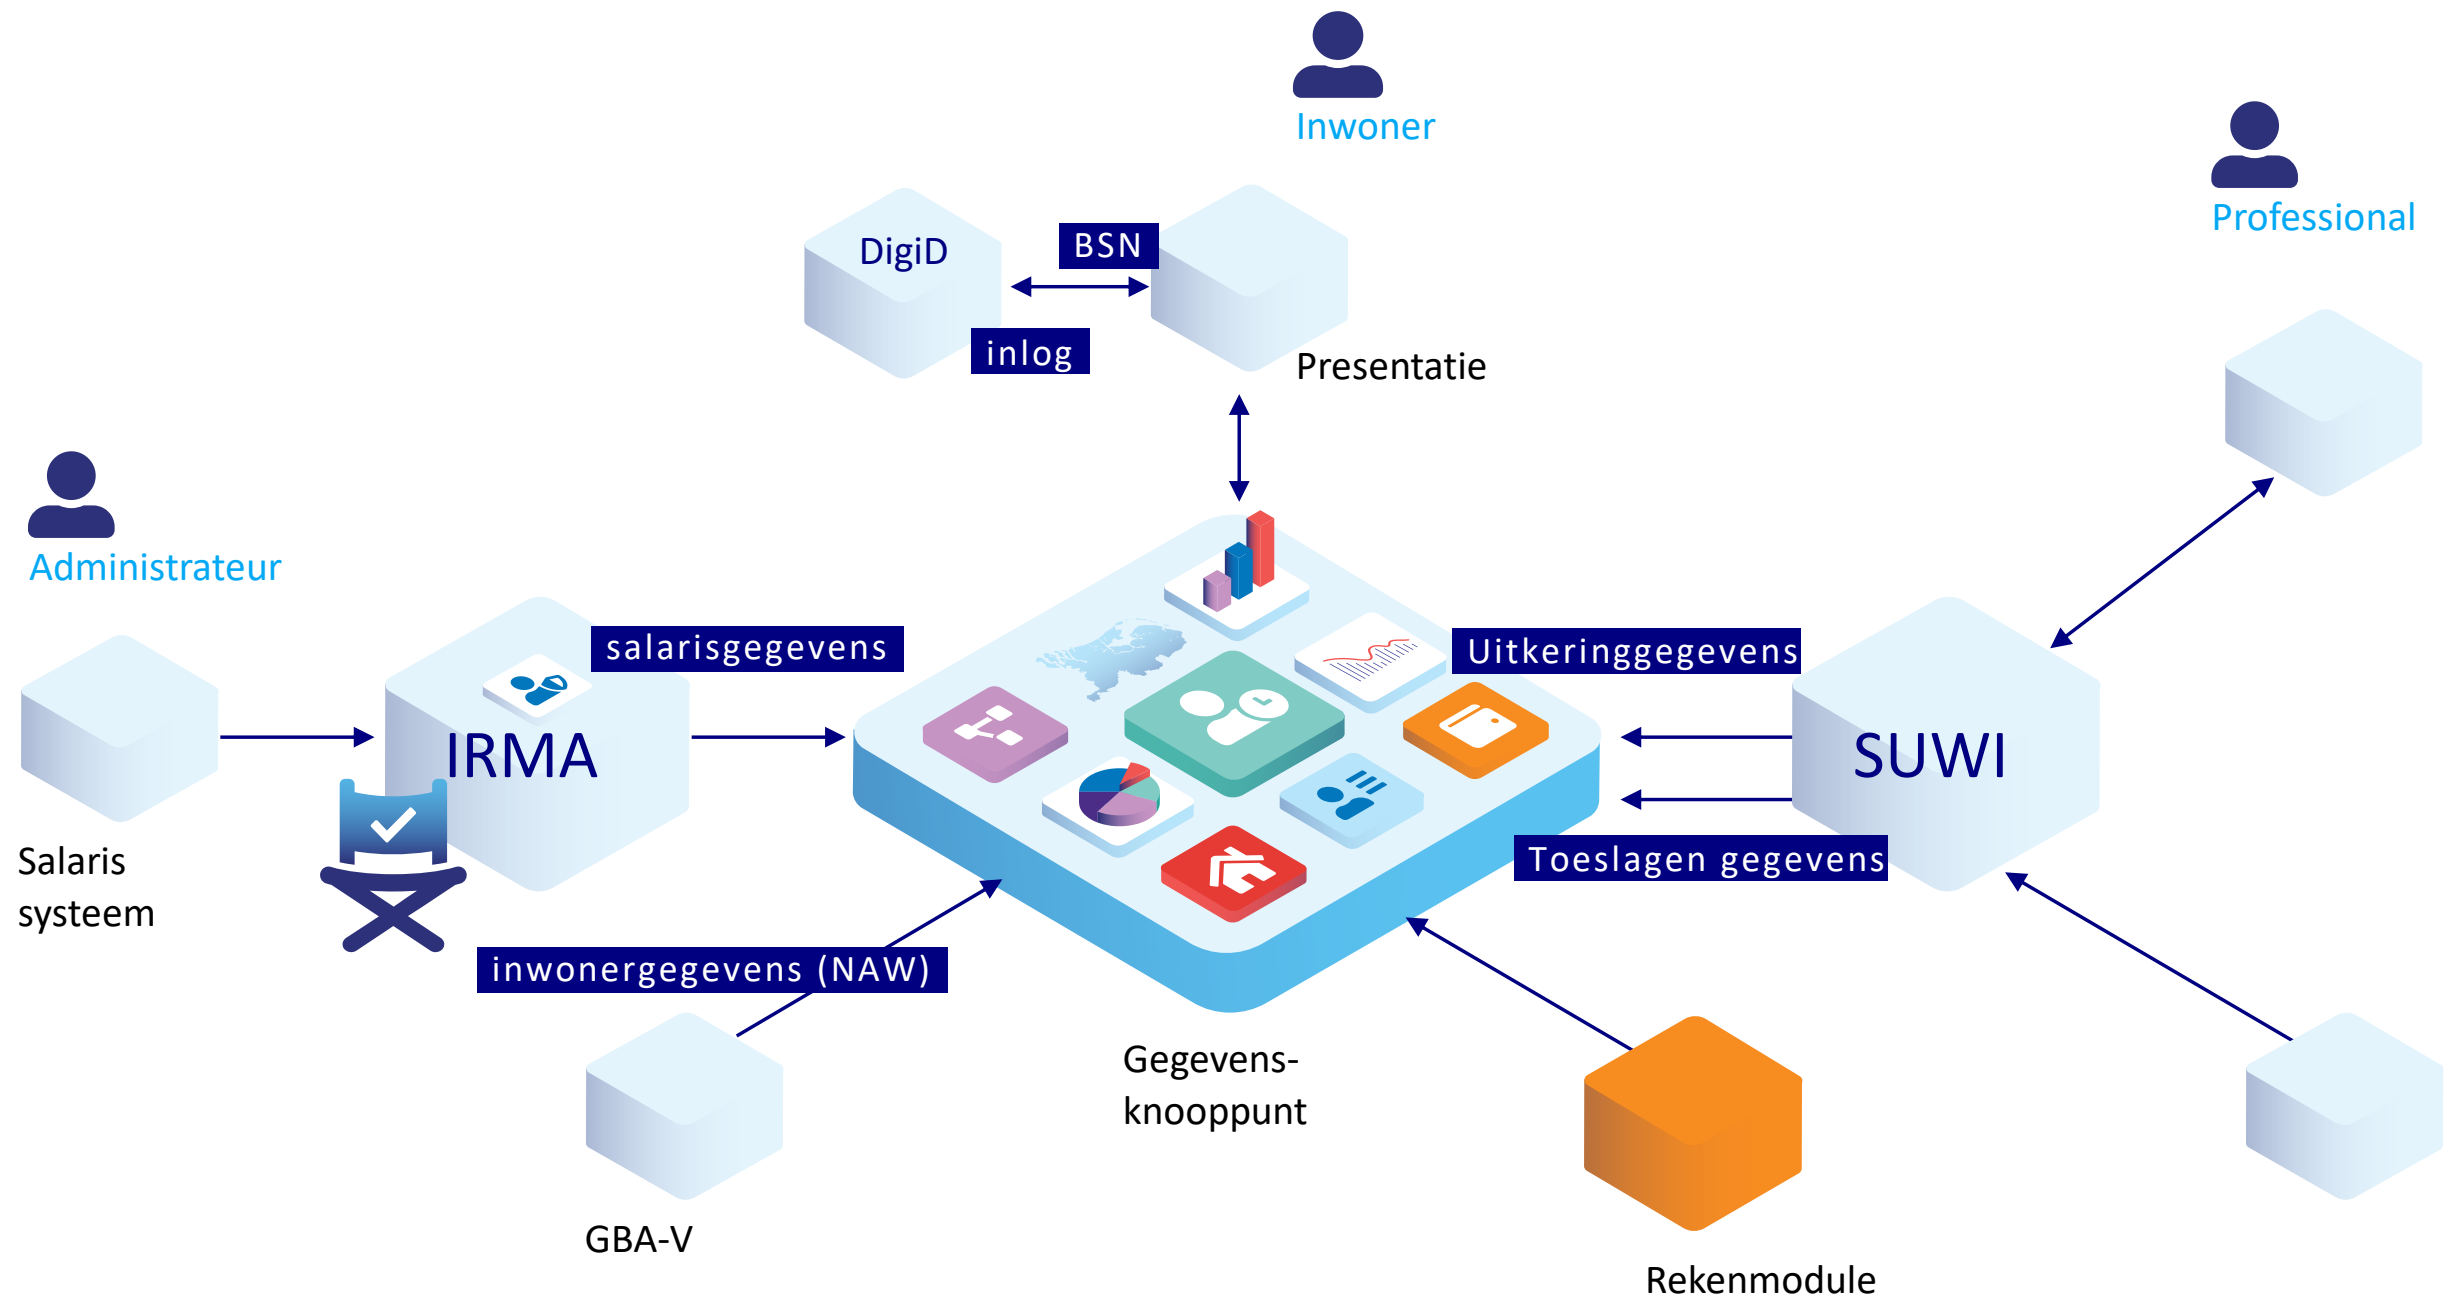 Inwoner
Professional
DigiD
BSN
inlog
Presentatie
Administrateur
salarisgegevens
Uitkeringgegevens
IRMA
SUWI
Salaris
systeem
Toeslagen gegevens
inwonergegevens (NAW)
Gegevens-
knooppunt
GBA-V
Rekenmodule